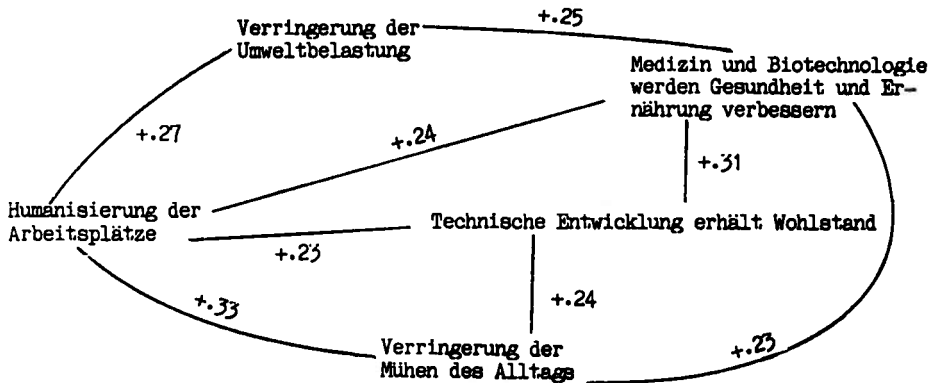 +.25
Verringerung der
Umweltbelastung
Medizin und Biotechnologie
werden Gesundheit und Er-
nährung verbessern
+.27
+.24
+.31
Humanisierung der
Arbeitsplätze
Technische Entwicklung erhält Wohlstand
+.23
+.24
+.33
Verringerung der
Mühen des Alltags
+.23